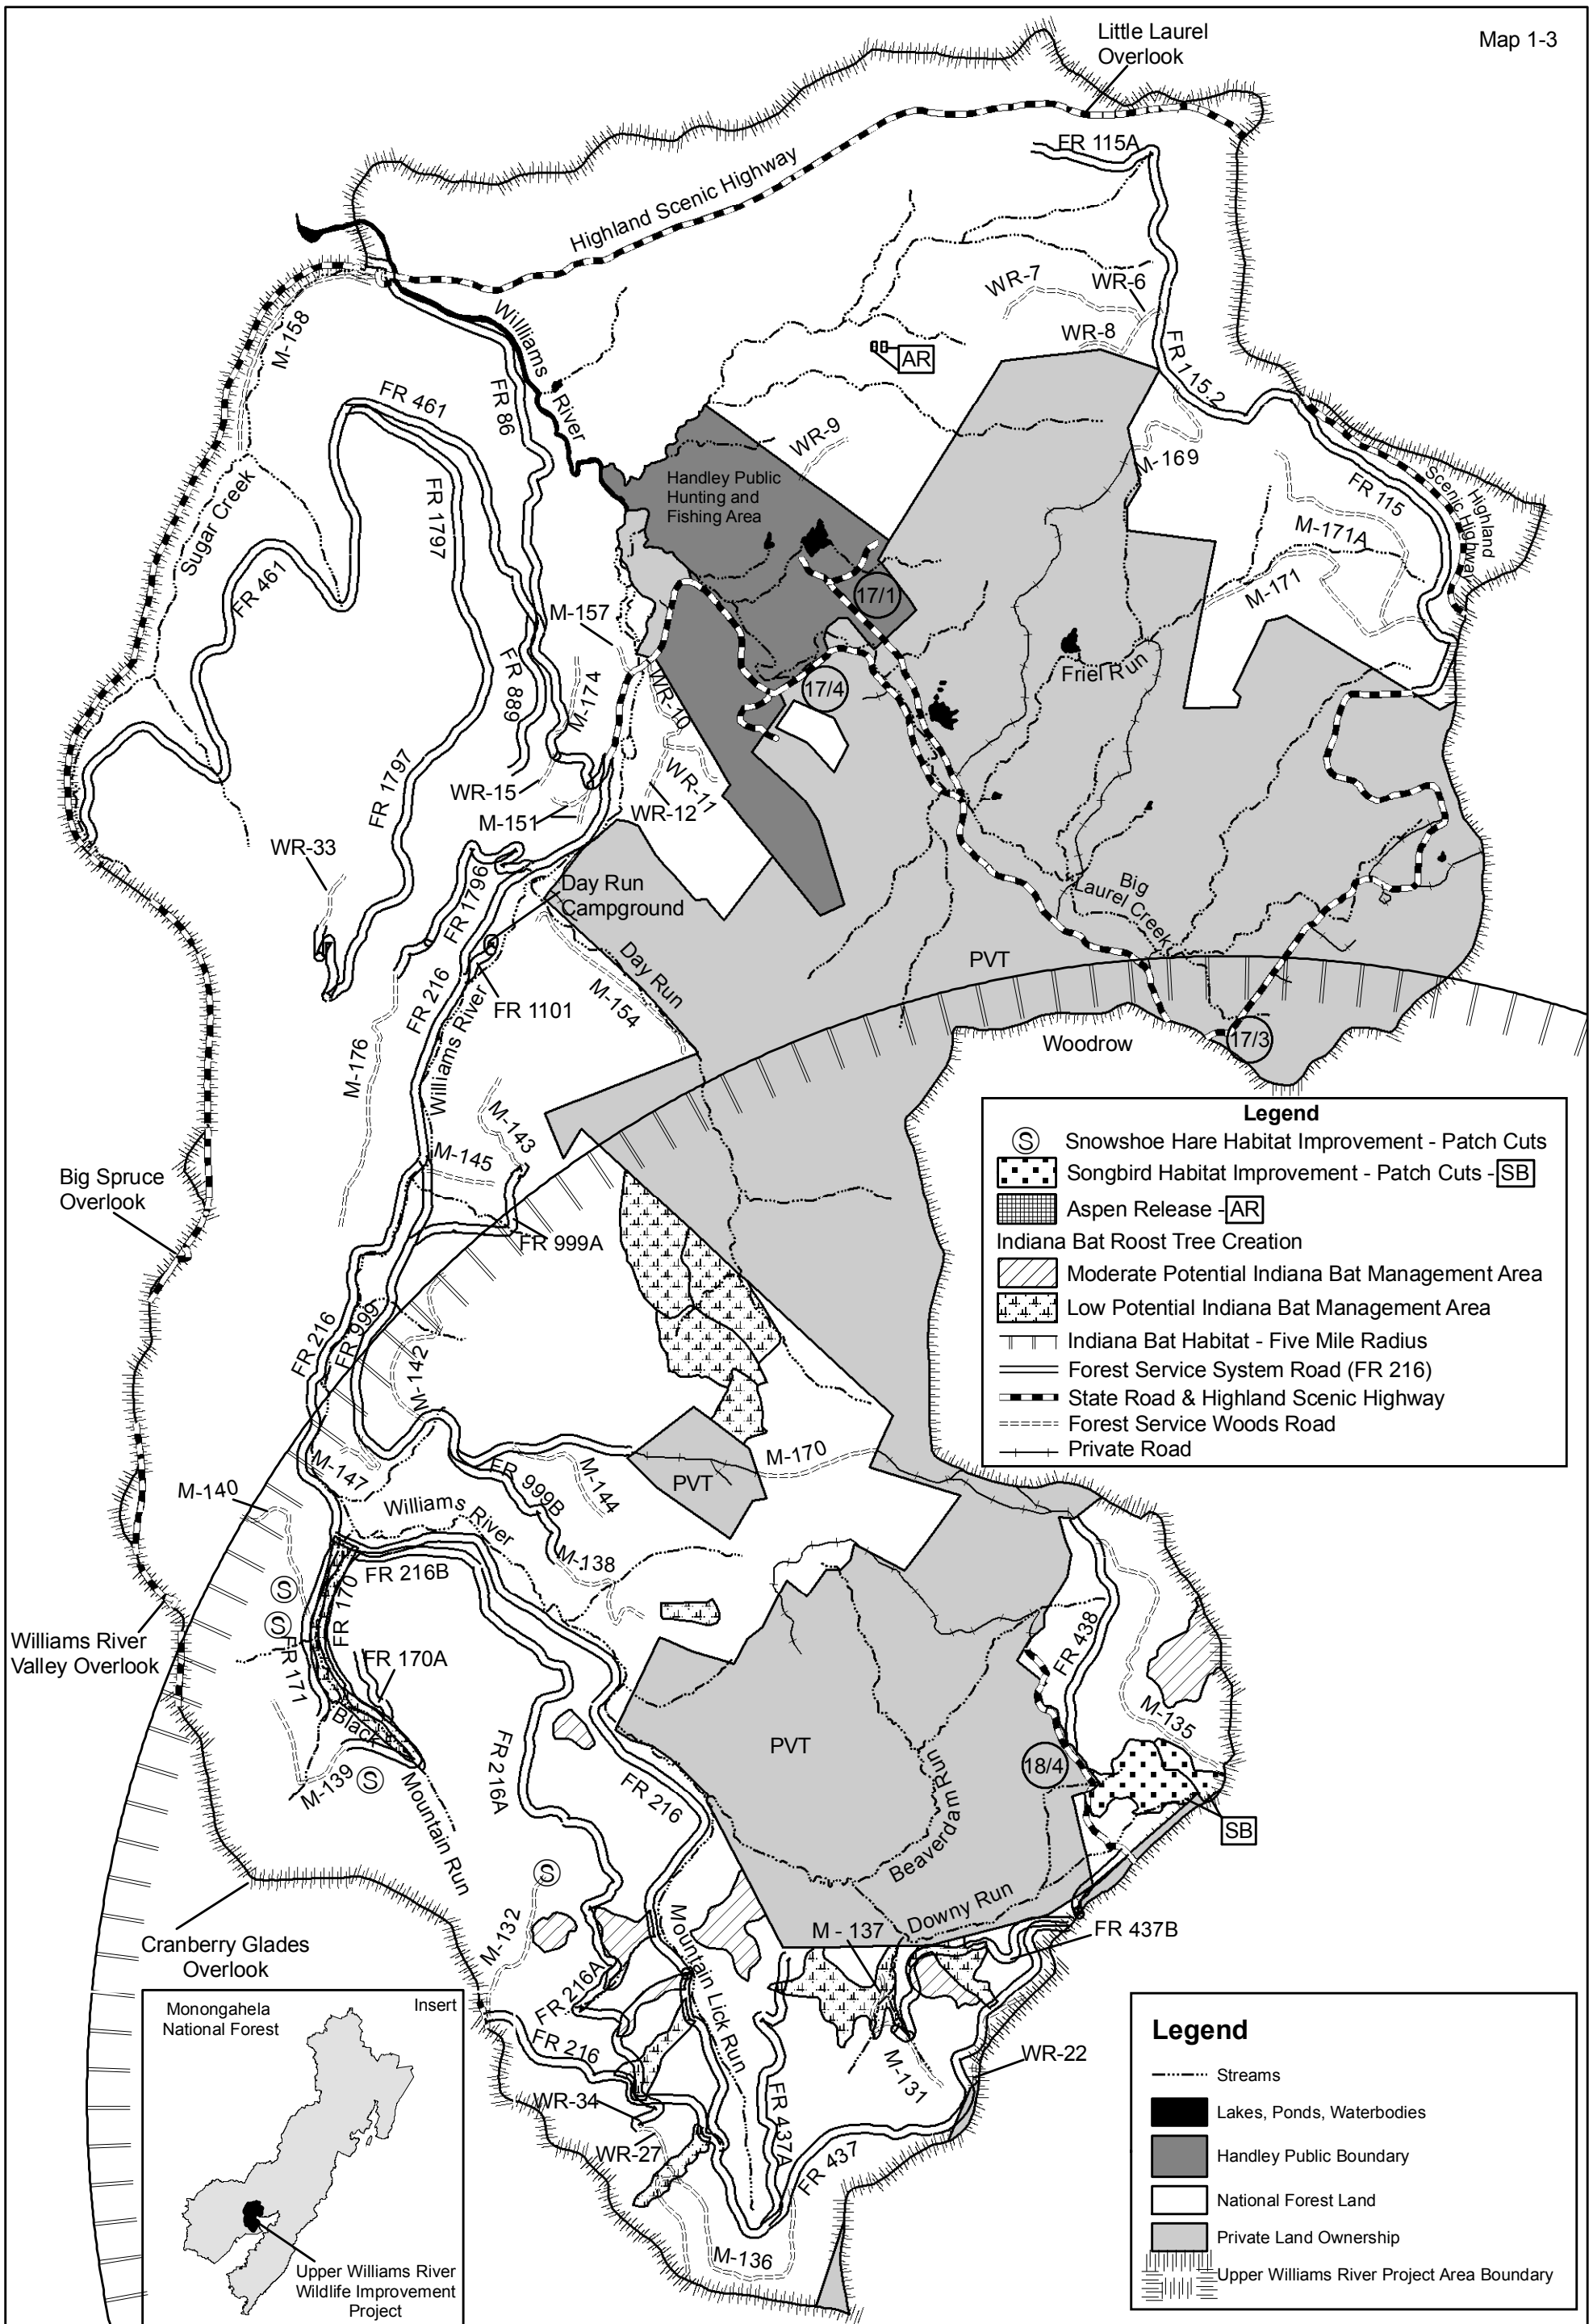 Map 1-3
Little Laurel
Overlook
FR 115A
Highland Scenic Highway
WR-7
WR-6
WR-8
FR 115.2
AR
M-158
Williams
River
FR 86
FR 461
FR 1797
WR-9
Handley Public
Hunting and
Fishing Area
M-169
FR 115
Highland
Scenic Highway
M-171A
M-171
Sugar Creek
FR 461
M-157
17/1
FR 889
M-174
WR-10
17/4
Friel Run
FR 1797
WR-15
M-151
WR-11
WR-12
WR-33
FR 1796
Day Run
Campground
Big
Laurel Creek
Day Run
M-154
PVT
FR 216
Williams River
FR 1101
M-176
Woodrow
17/3
M-143
M-145
Legend
S Snowshoe Hare Habitat Improvement - Patch Cuts
Songbird Habitat Improvement - Patch Cuts - SB
Aspen Release - AR
Indiana Bat Roost Tree Creation
Moderate Potential Indiana Bat Management Area
Low Potential Indiana Bat Management Area
Indiana Bat Habitat - Five Mile Radius
Forest Service System Road (FR 216)
State Road & Highland Scenic Highway
Forest Service Woods Road
Private Road
Big Spruce
Overlook
FR 999A
FR 216
FR 999
M-142
M-147
M-140
FR 999B
M-144
PVT
M-170
Williams River
M-138
FR 216B
S
S
FR 170
FR 171
FR 170A
Williams River
Valley Overlook
FR 438
M-135
Black
Mountain Run
M-139
S
FR 216A
FR 216
PVT
Beaverdam Run
18/4
SB
S
M-132
Cranberry Glades
Overlook
Mountain Lick Run
M - 137
Downy Run
FR 437B
FR 216A
FR 216
M-131
WR-22
WR-34
WR-27
FR 437A
FR 437
M-136
Monongahela
National Forest
Insert
Upper Williams River
Wildlife Improvement
Project
Legend
Streams
Lakes, Ponds, Waterbodies
Handley Public Boundary
National Forest Land
Private Land Ownership
Upper Williams River Project Area Boundary